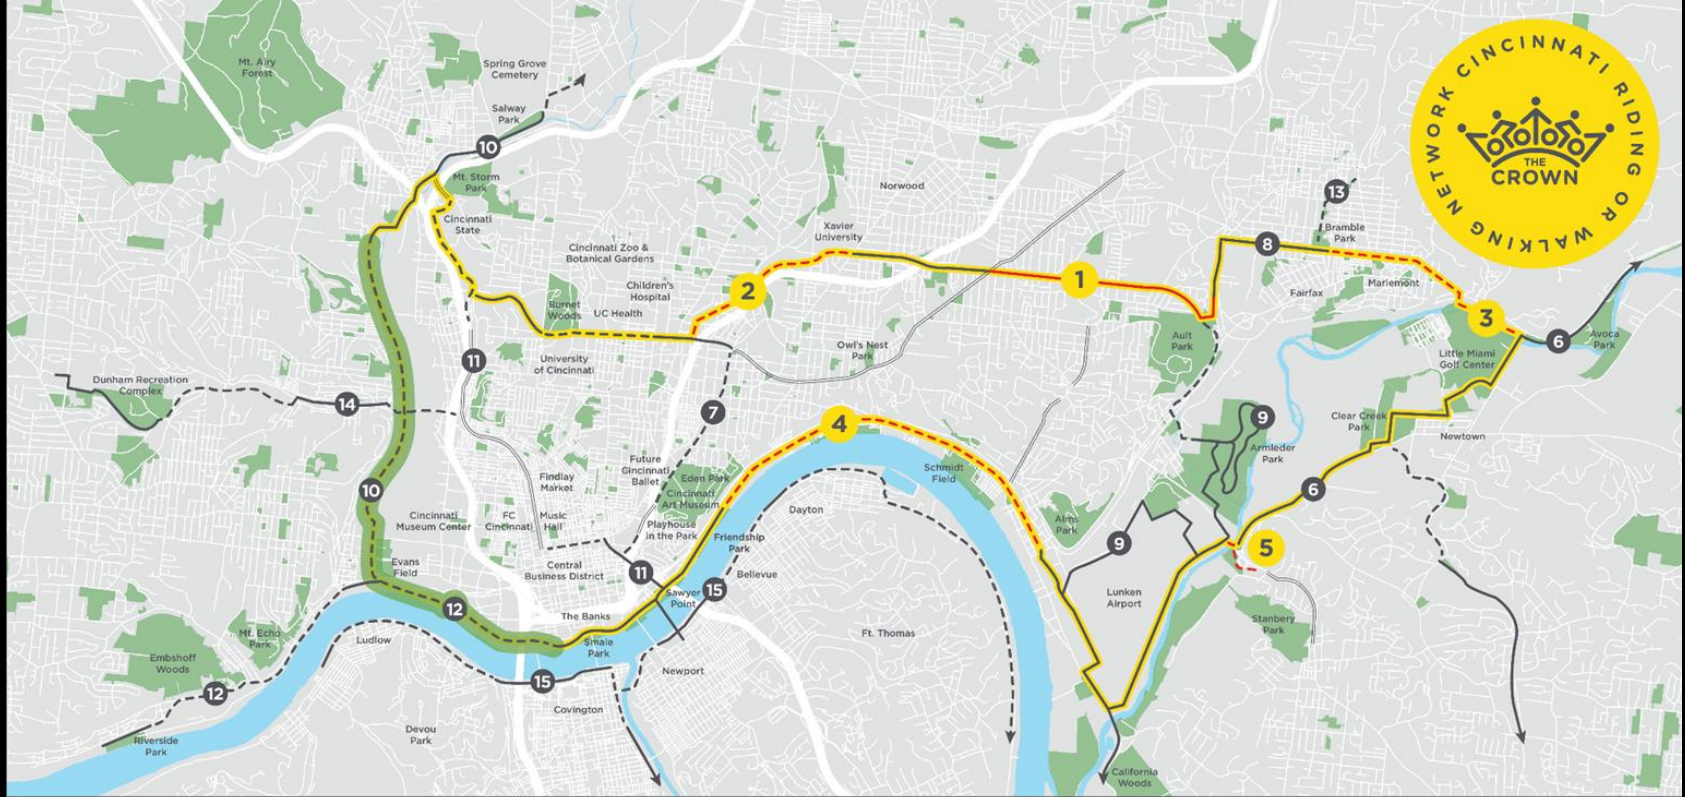 CINCINNATI RIDING OR WALKING NETWORK
THE
CROWN
Mt. Airy
Forest
Spring Grove
Cemetery
Salway
Park
10
Mt. Storm
Park
Cincinnati
State
Norwood
Xavier
University
Cincinnati Zoo &
Botanical Gardens
Children's
Hospital
Burnet
Woods
UC Health
2
1
8
13
Bramble
Park
Fairfax
Mariemont
3
6
Avoca
Park
Little Miami
Golf Center
Ault
Park
Owl's Nest
Park
University
of Cincinnati
11
Dunham Recreation
Complex
14
7
4
9
Armleder
Park
Clear Creek
Park
Newtown
6
10
Future
Cincinnati
Ballet
Eden Park
Cincinnati
Art Museum
Findlay
Market
Schmidt
Field
Dayton
Cincinnati
Museum Center
FC
Cincinnati
Music
Hall
Playhouse
in the Park
Friendship
Park
Alms
Park
9
5
Evans
Field
Central
Business District
11
Bellevue
Sawyer
Point
15
Lunken
Airport
12
The Banks
Smale
Park
Ft. Thomas
Stanbery
Park
Mt. Echo
Park
Ludlow
Embshoff
Woods
12
15
Newport
Covington
Devou
Park
Riverside
Park
California
Woods